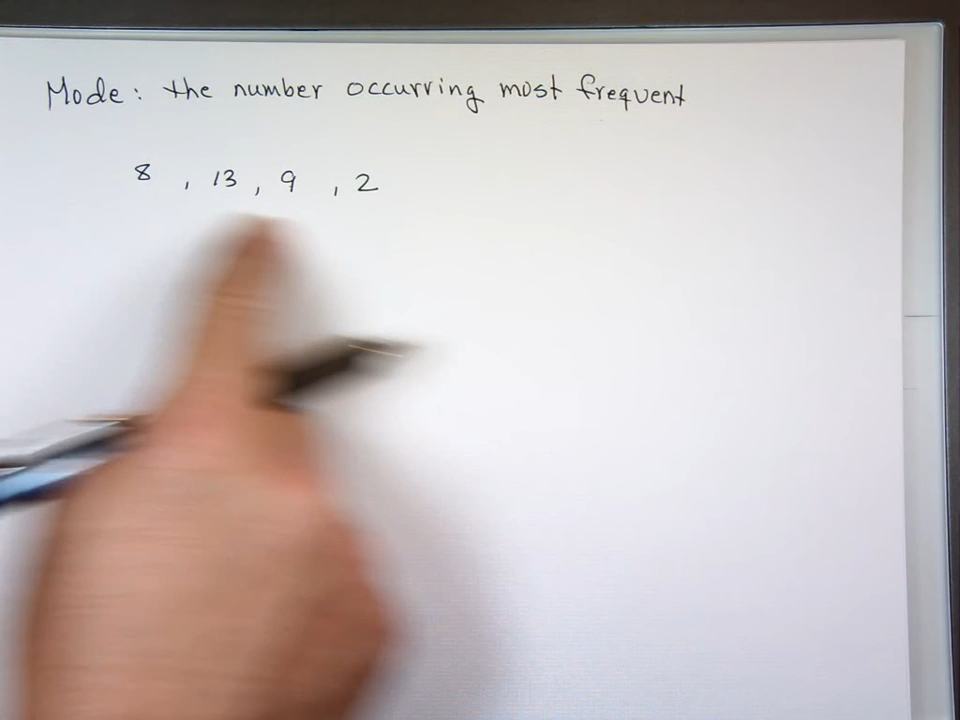 Mode: the number occurring most frequent
8 , 13 , 9 , 2